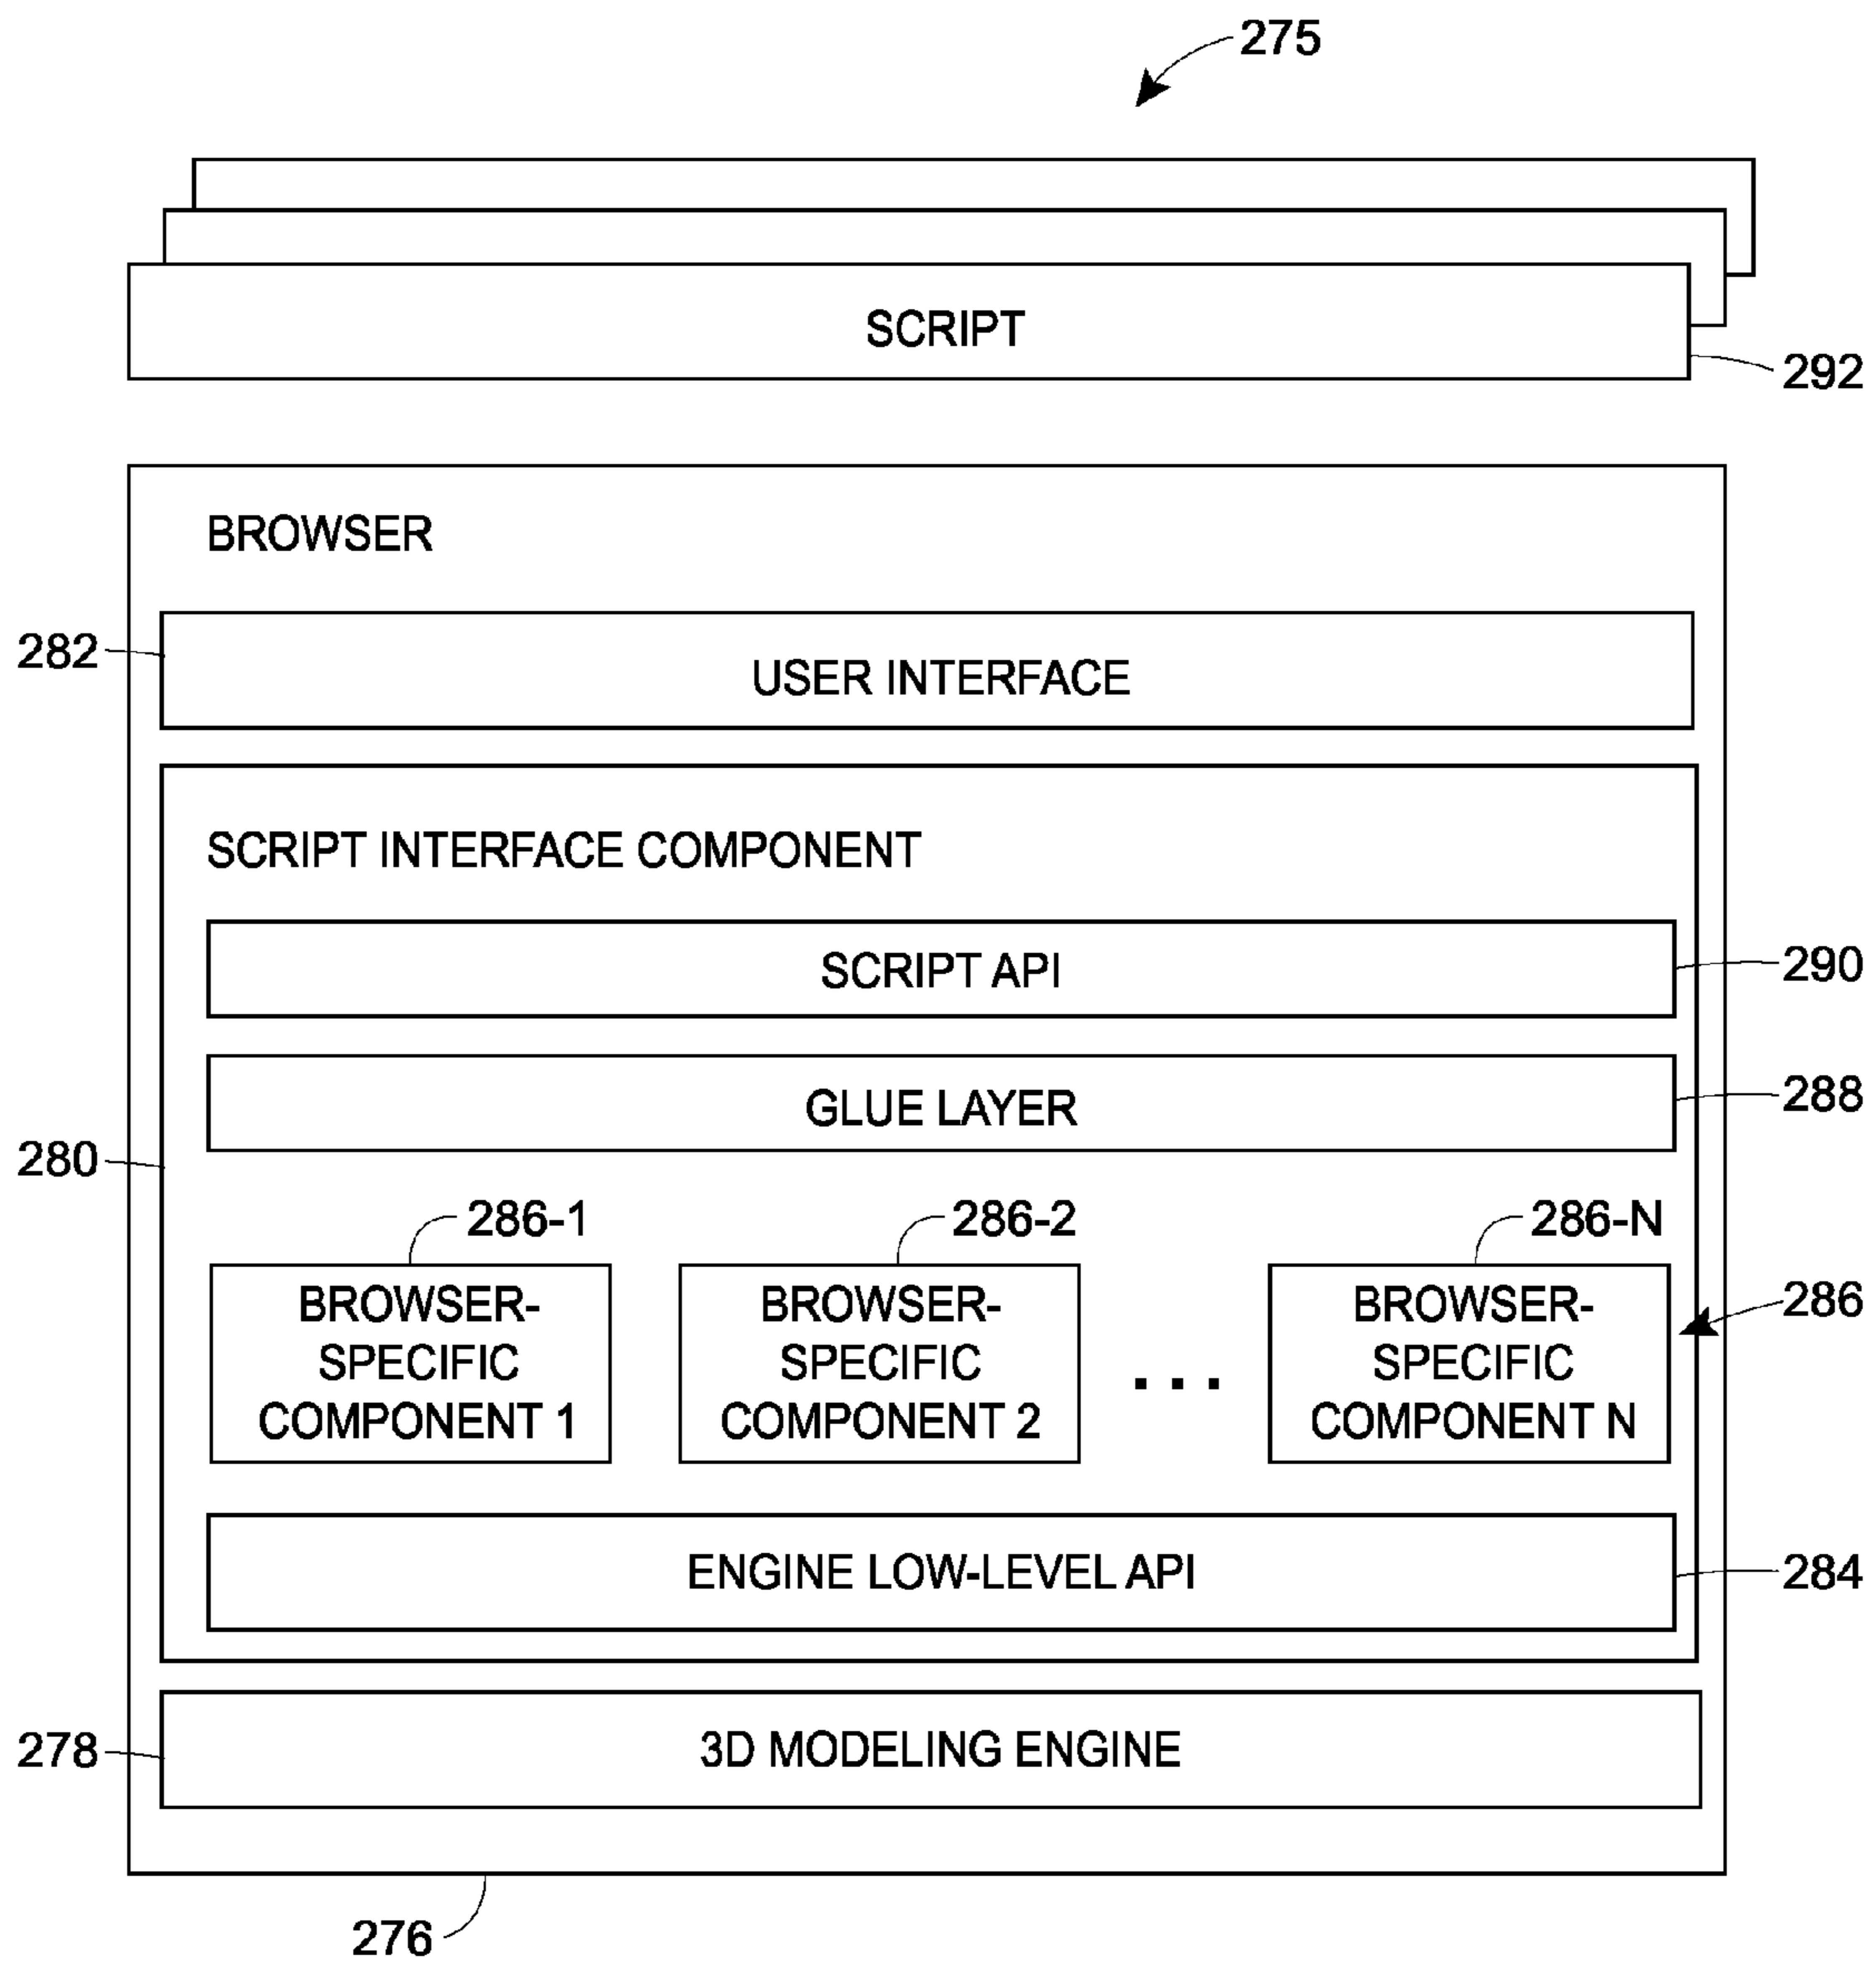 275
SCRIPT
292
BROWSER
282
USER INTERFACE
SCRIPT INTERFACE COMPONENT
SCRIPT API
290
GLUE LAYER
288
280
286-1
286-2
286-N
BROWSER-
SPECIFIC
COMPONENT 1
BROWSER-
SPECIFIC
COMPONENT 2
...
BROWSER-
SPECIFIC
COMPONENT N
286
ENGINE LOW-LEVEL API
284
278
3D MODELING ENGINE
276